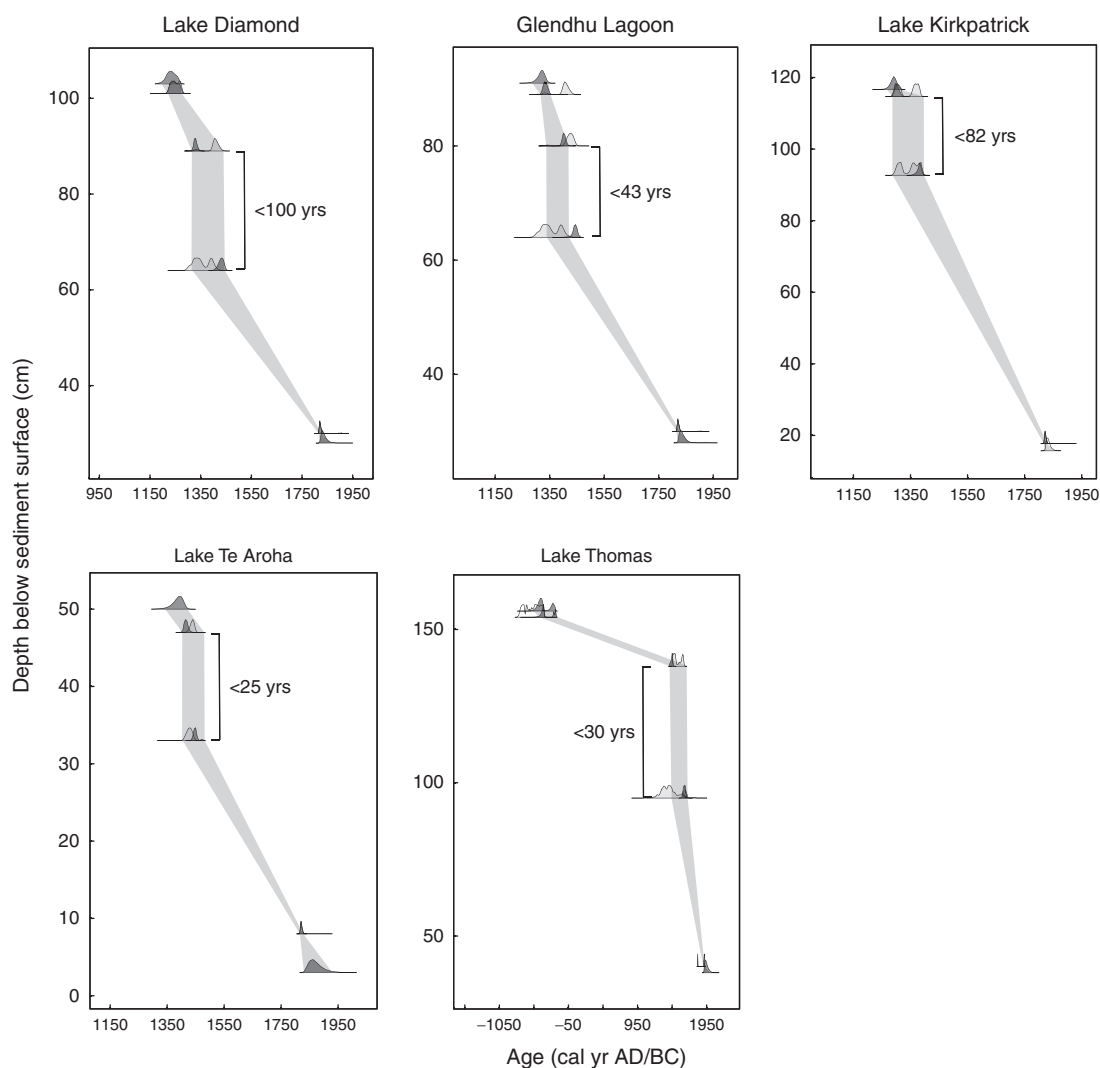 Lake Diamond
Glendhu Lagoon
Lake Kirkpatrick
100
80
60
40
<100 yrs
950 1150 1350 1550 1750 1950
80
60
40
<43 yrs
1150 1350 1550 1750 1950
120
100
80
60
40
20
<82 yrs
1150 1350 1550 1750 1950
Depth below sediment surface (cm)
Lake Te Aroha
Lake Thomas
50
40
30
20
10
0
<25 yrs
1150 1350 1550 1750 1950
150
100
50
<30 yrs
−1050 −50 950 1950
Age (cal yr AD/BC)